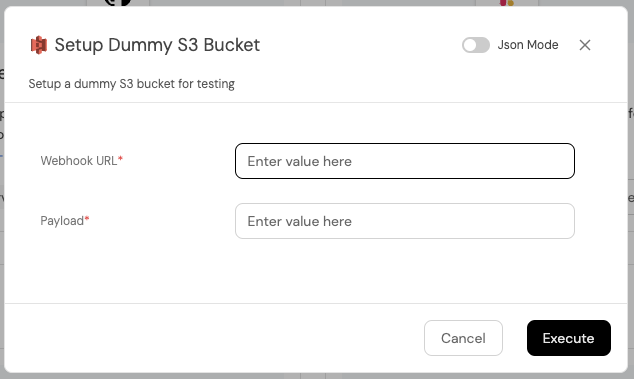 Setup Dummy S3 Bucket
Json Mode
Setup a dummy S3 bucket for testing
Webhook URL*
Enter value here
Payload*
Enter value here
Cancel
Execute